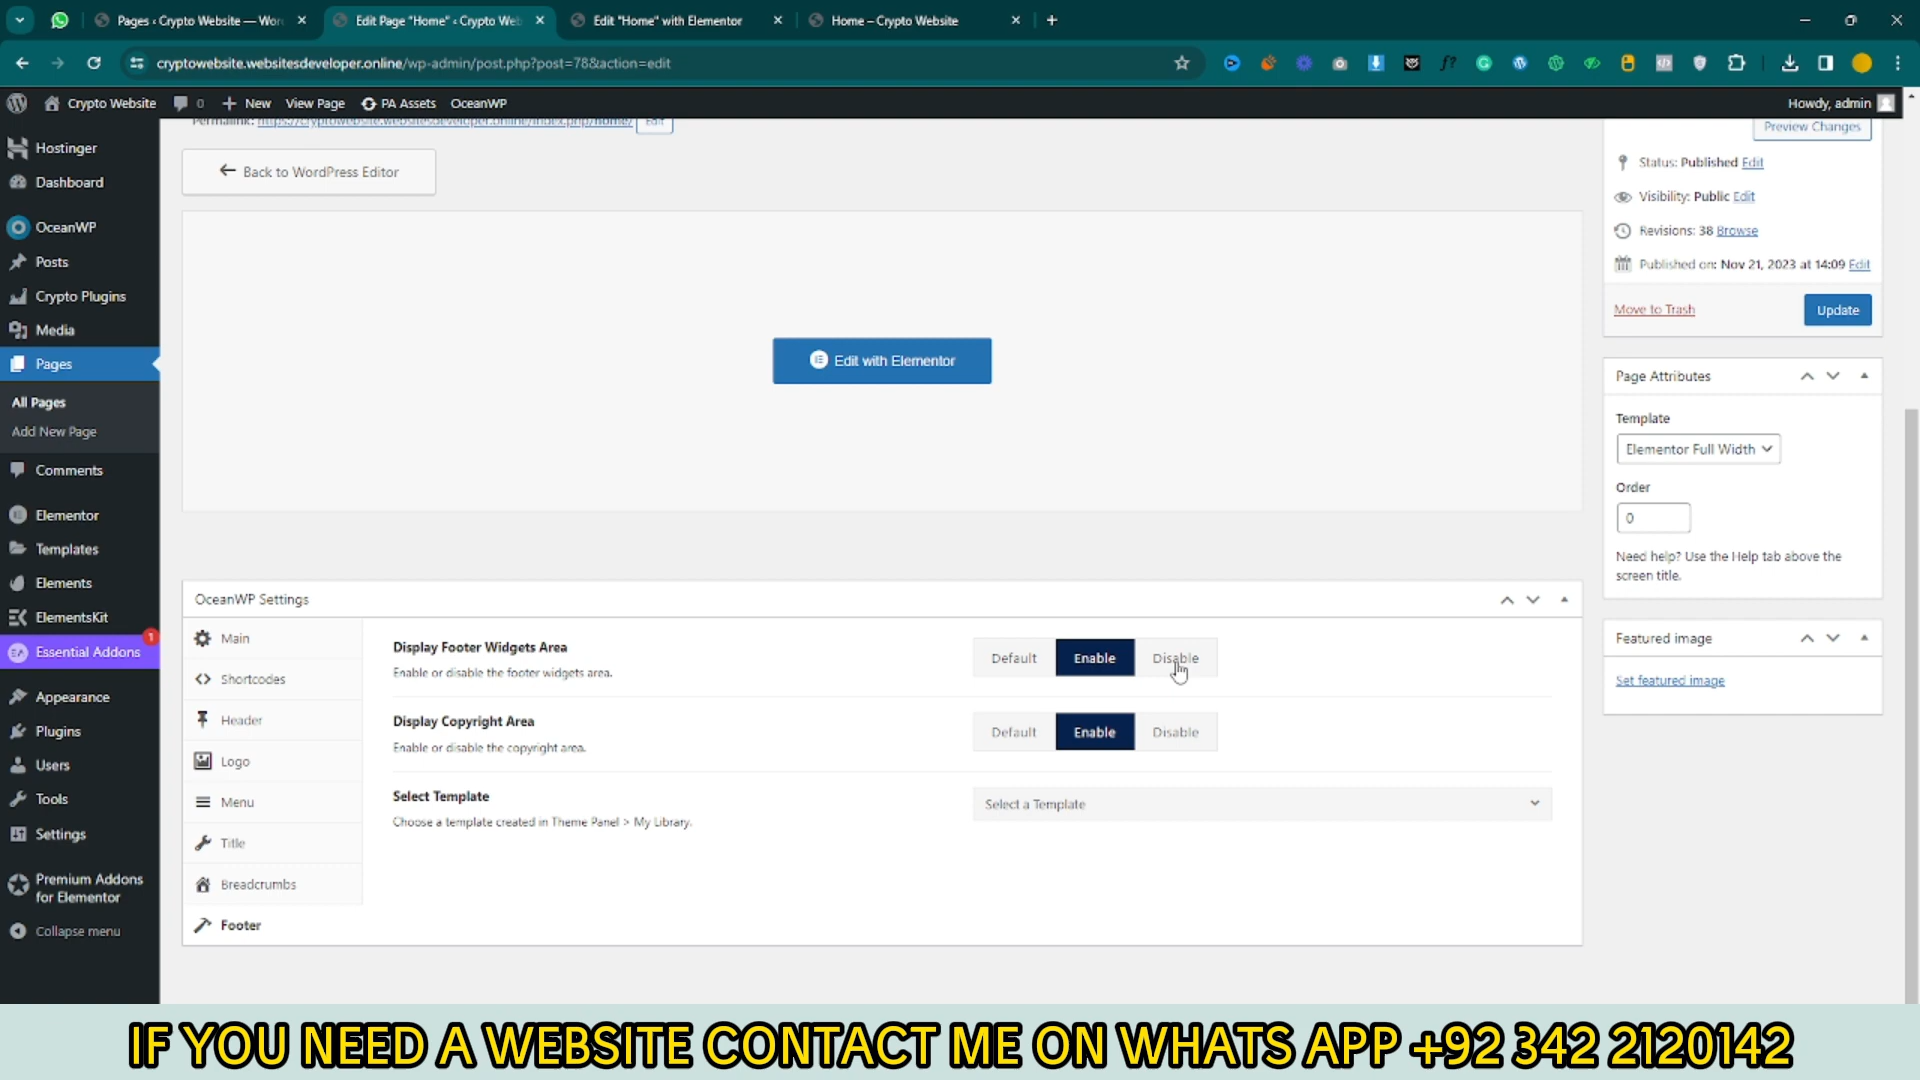 Pages ‹ Crypto Website — Wor
Edit Page "Home" ‹ Crypto Web
Edit "Home" with Elementor
Home – Crypto Website
cryptowebsite.websitesdeveloper.online/wp-admin/post.php?post=78&action=edit
Crypto Website
0
New
View Page
PA Assets
OceanWP
Howdy, admin
Permalink: https://cryptowebsite.websitesdeveloper.online/index.php/home/
Edit
Preview Changes
Hostinger
Dashboard
OceanWP
Posts
Crypto Plugins
Media
Pages
All Pages
Add New Page
Comments
Elementor
Templates
Elements
ElementsKit
Essential Addons
1
Appearance
Plugins
Users
Tools
Settings
Premium Addons
for Elementor
Collapse menu
Back to WordPress Editor
Edit with Elementor
Status: Published Edit
Visibility: Public Edit
Revisions: 38 Browse
Published on: Nov 21, 2023 at 14:09 Edit
Move to Trash
Update
Page Attributes
Template
Elementor Full Width
Order
0
Need help? Use the Help tab above the
screen title.
Featured image
Set featured image
OceanWP Settings
Main
Shortcodes
Header
Logo
Menu
Title
Breadcrumbs
Footer
Display Footer Widgets Area
Enable or disable the footer widgets area.
Default
Enable
Disable
Display Copyright Area
Enable or disable the copyright area.
Default
Enable
Disable
Select Template
Choose a template created in Theme Panel > My Library.
Select a Template
IF YOU NEED A WEBSITE CONTACT ME ON WHATS APP +92 342 2120142